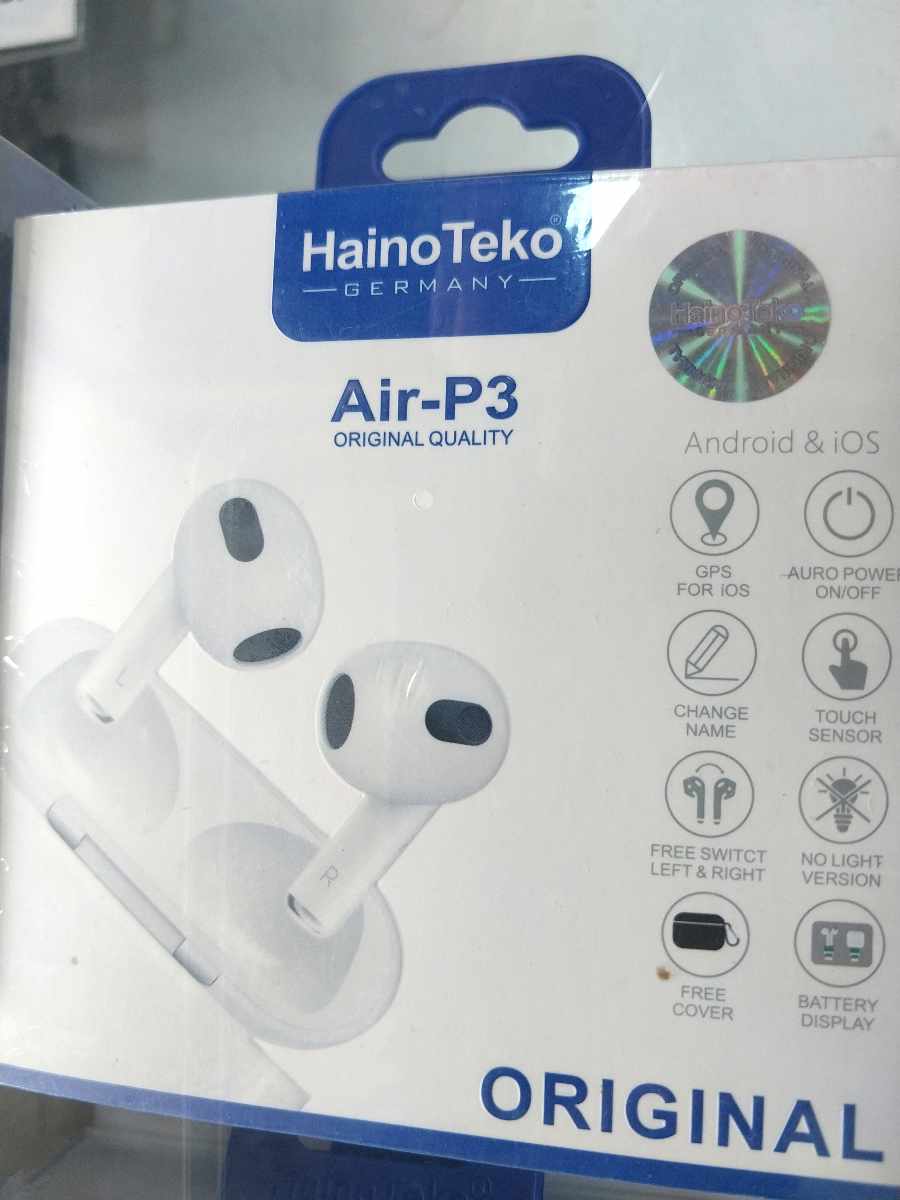 HainoTeko®
GERMANY
HainoTeko
Air-P3
ORIGINAL QUALITY
Android & iOS
GPS
FOR iOS
AURO POWER
ON/OFF
CHANGE
NAME
TOUCH
SENSOR
FREE SWITCT
LEFT & RIGHT
NO LIGHT
VERSION
FREE
COVER
BATTERY
DISPLAY
L
R
ORIGINAL